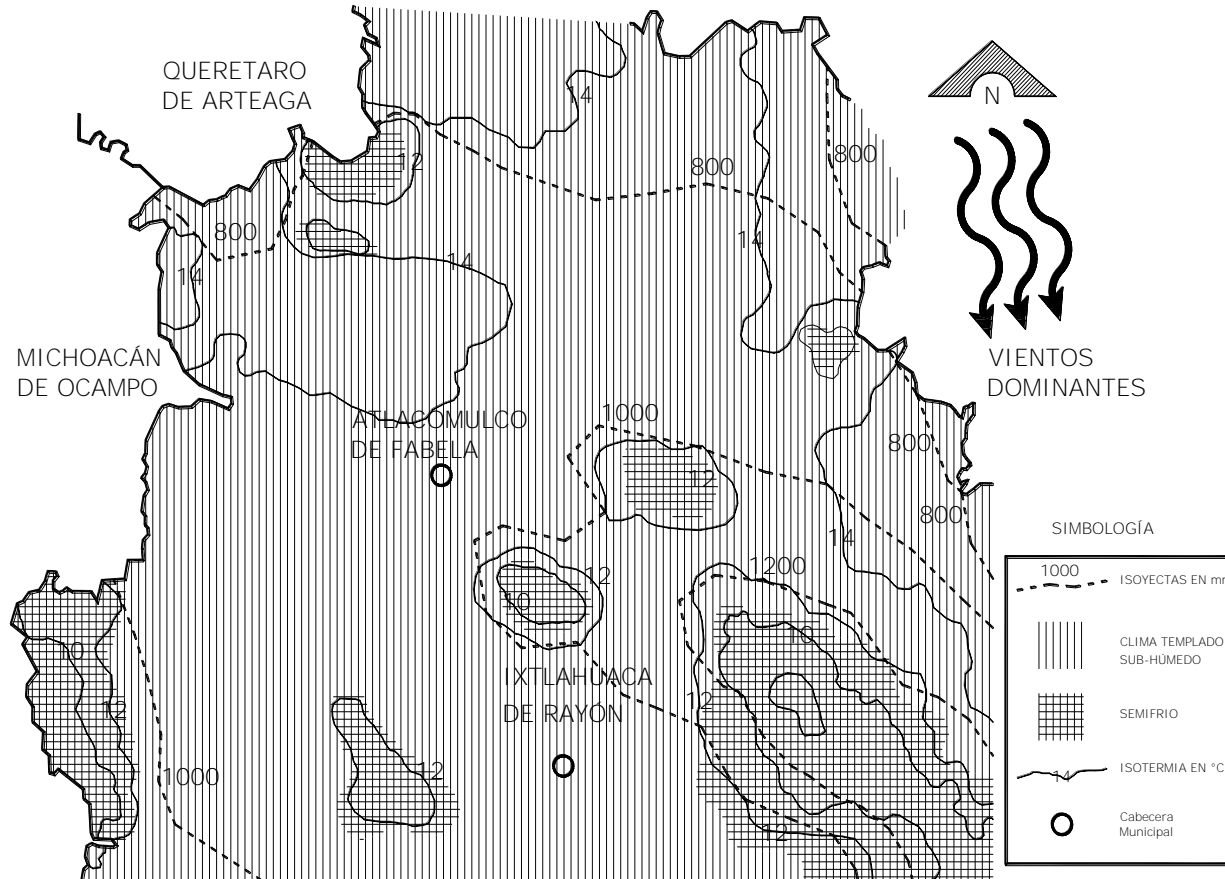 QUERETARO
DE ARTEAGA
14
N
12
800
800
800
14
14
14
MICHOACÁN
DE OCAMPO
VIENTOS
DOMINANTES
ATLACOMULCO
DE FABELA
1000
12
800
800
14
SIMBOLOGÍA
1200
12
10
1000
ISOYECTAS EN mm
10
CLIMA TEMPLADO
SUB-HÚMEDO
10
IXTLAHUACA
DE RAYÓN
12
12
SEMIFRIO
1000
12
14
ISOTERMIA EN °C
12
Cabecera
Municipal